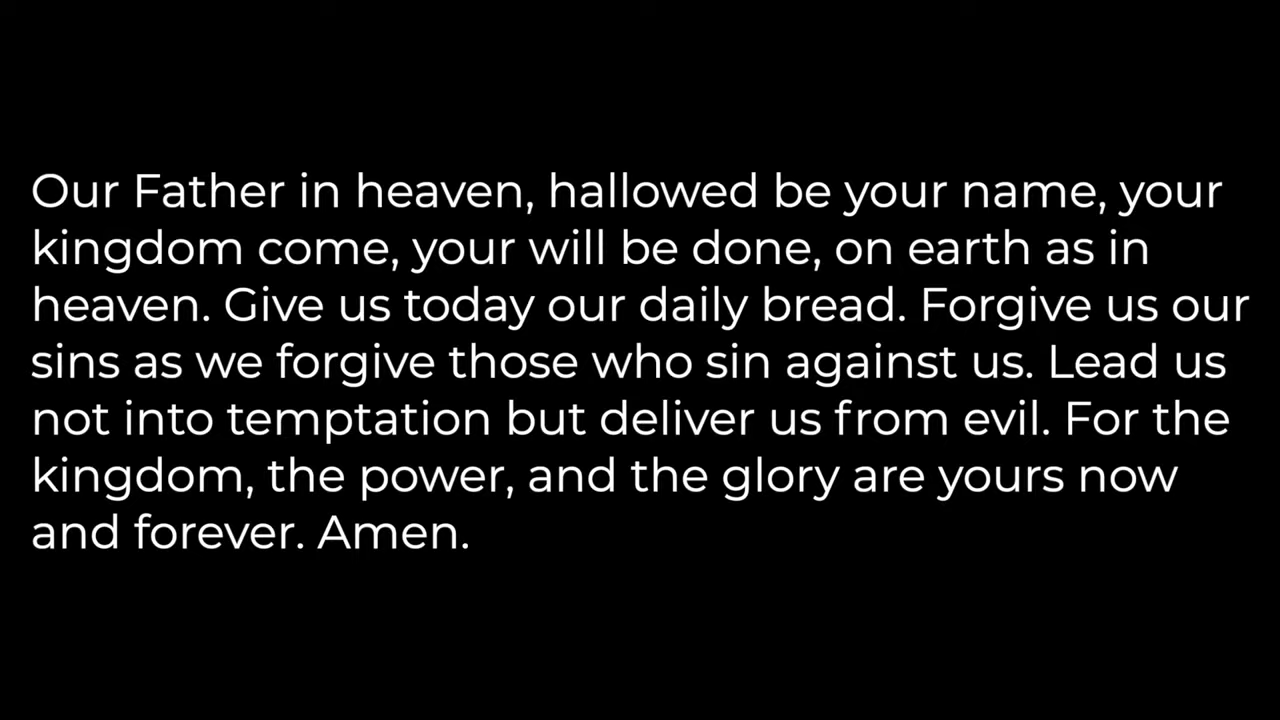 Our Father in heaven, hallowed be your name, your
kingdom come, your will be done, on earth as in
heaven. Give us today our daily bread. Forgive us our
sins as we forgive those who sin against us. Lead us
not into temptation but deliver us from evil. For the
kingdom, the power, and the glory are yours now
and forever. Amen.